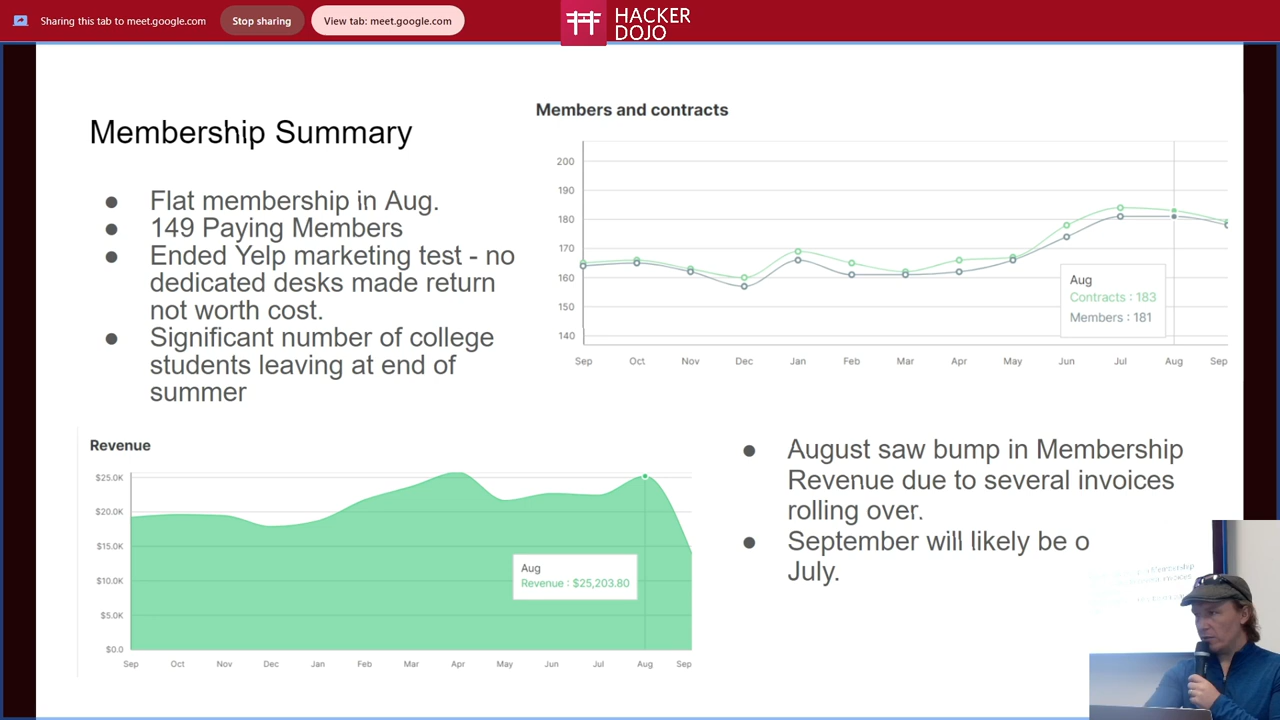 Sharing this tab to meet.google.com
Stop sharing
View tab: meet.google.com
HACKER
DOJO
Membership Summary
● Flat membership in Aug.
● 149 Paying Members
● Ended Yelp marketing test - no
dedicated desks made return
not worth cost.
● Significant number of college
students leaving at end of
summer
Members and contracts
200
190
180
170
160
150
140
Aug
Contracts : 183
Members : 181
Sep Oct Nov Dec Jan Feb Mar Apr May Jun Jul Aug Sep
Revenue
$25.0K
$20.0K
$15.0K
$10.0K
$5.0K
$0.0
Aug
Revenue : $25,203.80
Sep Oct Nov Dec Jan Feb Mar Apr May Jun Jul Aug Sep
● August saw bump in Membership
Revenue due to several invoices
rolling over.
● September will likely be o
July.